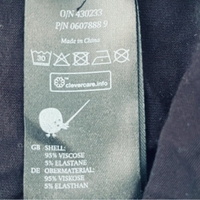 O/N 430233
P/N 0607888 9
Made in China
30
clevercare.info
GB SHELL:
95% VISCOSE
5% ELASTANE
DE OBERMATERIAL:
95% VISKOSE
5% ELASTHAN